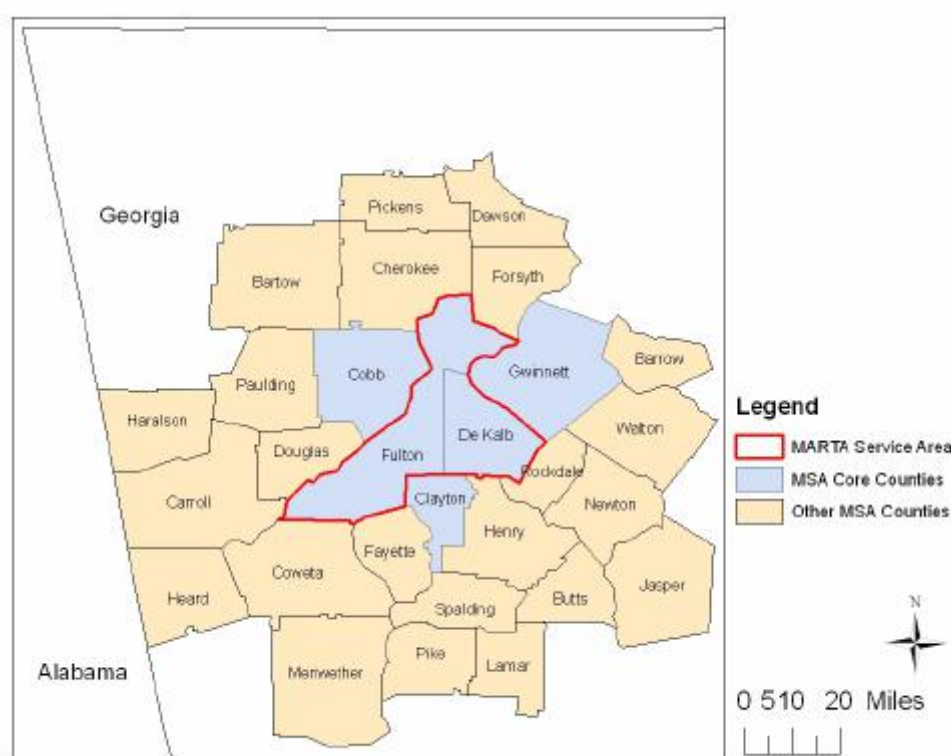 Georgia
Pickens
Dawson
Bartow
Cherokee
Forsyth
Cobb
Gwinnett
Barrow
Paulding
Haralson
Douglas
Fulton
De Kalb
Walton
Rockdale
Carroll
Clayton
Newton
Henry
Fayette
Coweta
Heard
Spalding
Butts
Jasper
Meriwether
Pike
Lamar
Alabama
Legend
MARTA Service Area
MSA Core Counties
Other MSA Counties
N
0 510 20 Miles